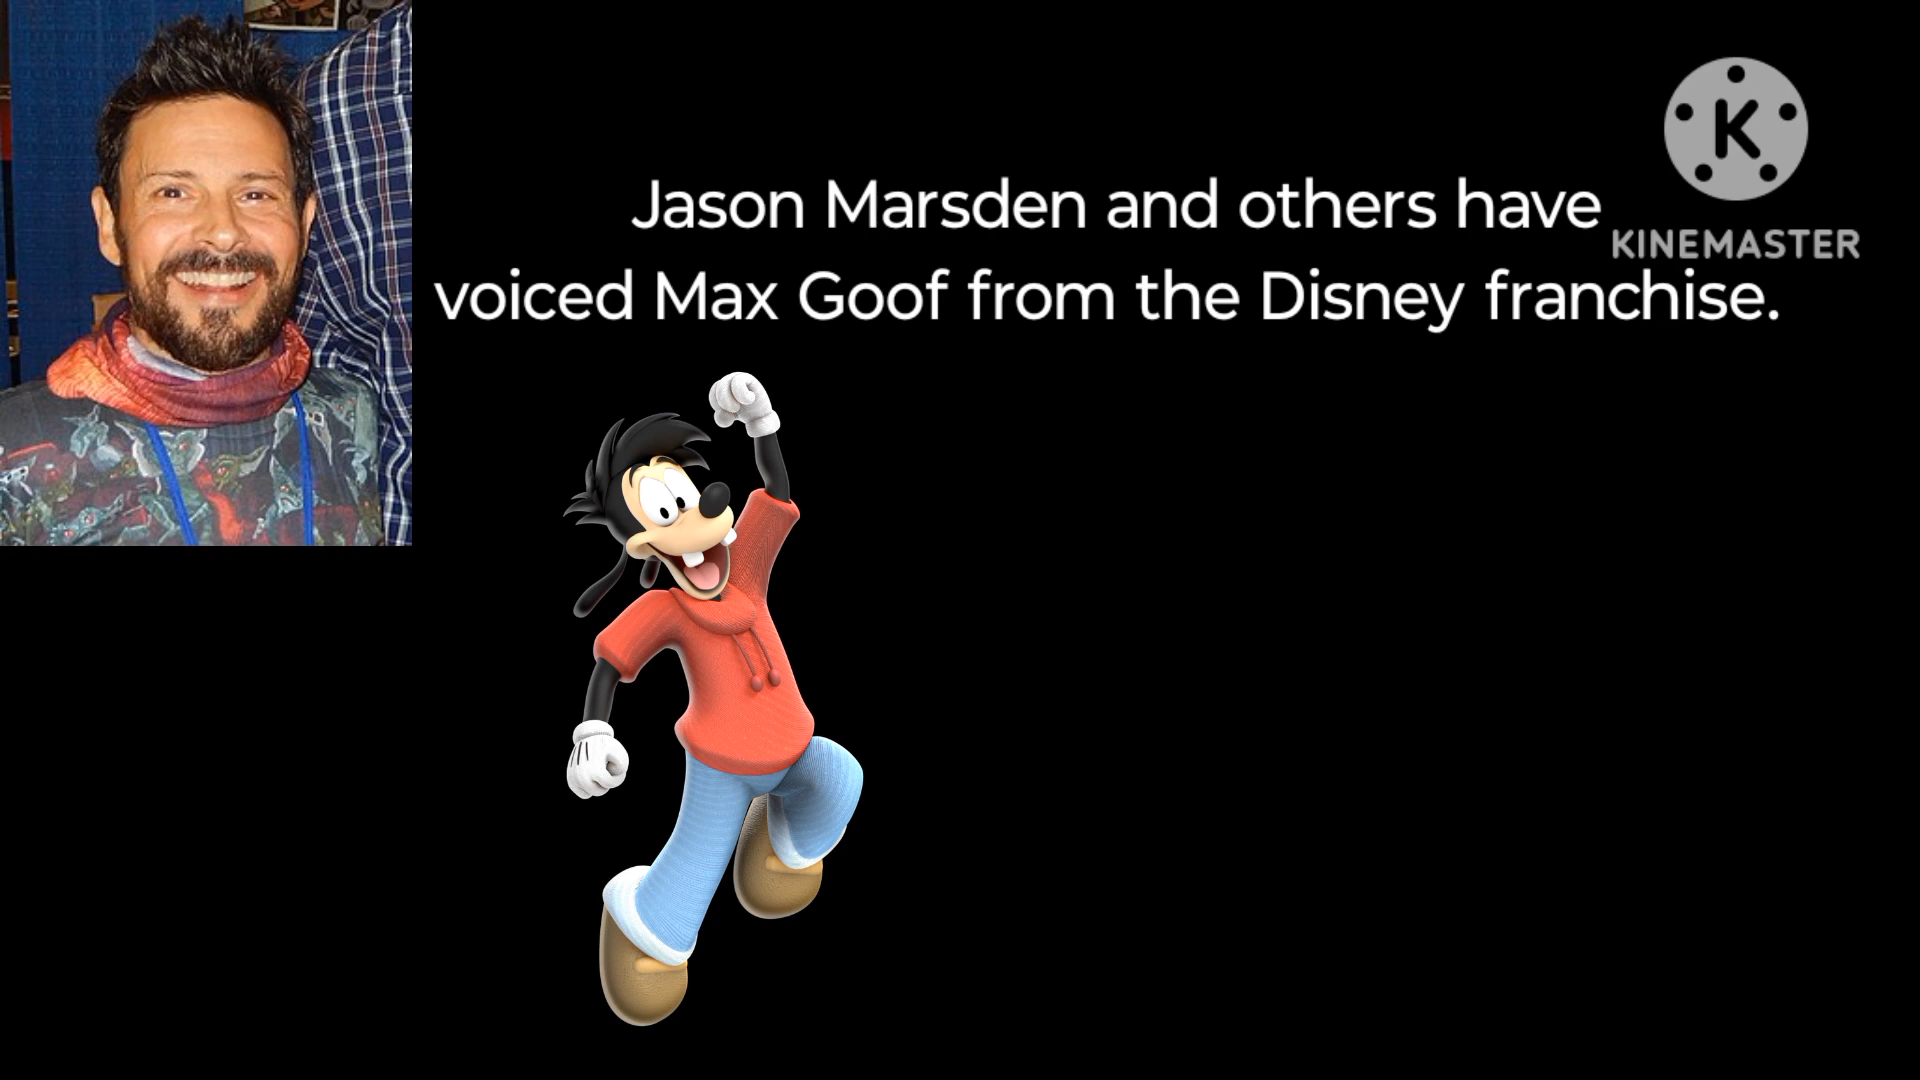 Jason Marsden and others have
voiced Max Goof from the Disney franchise.
K
KINEMASTER